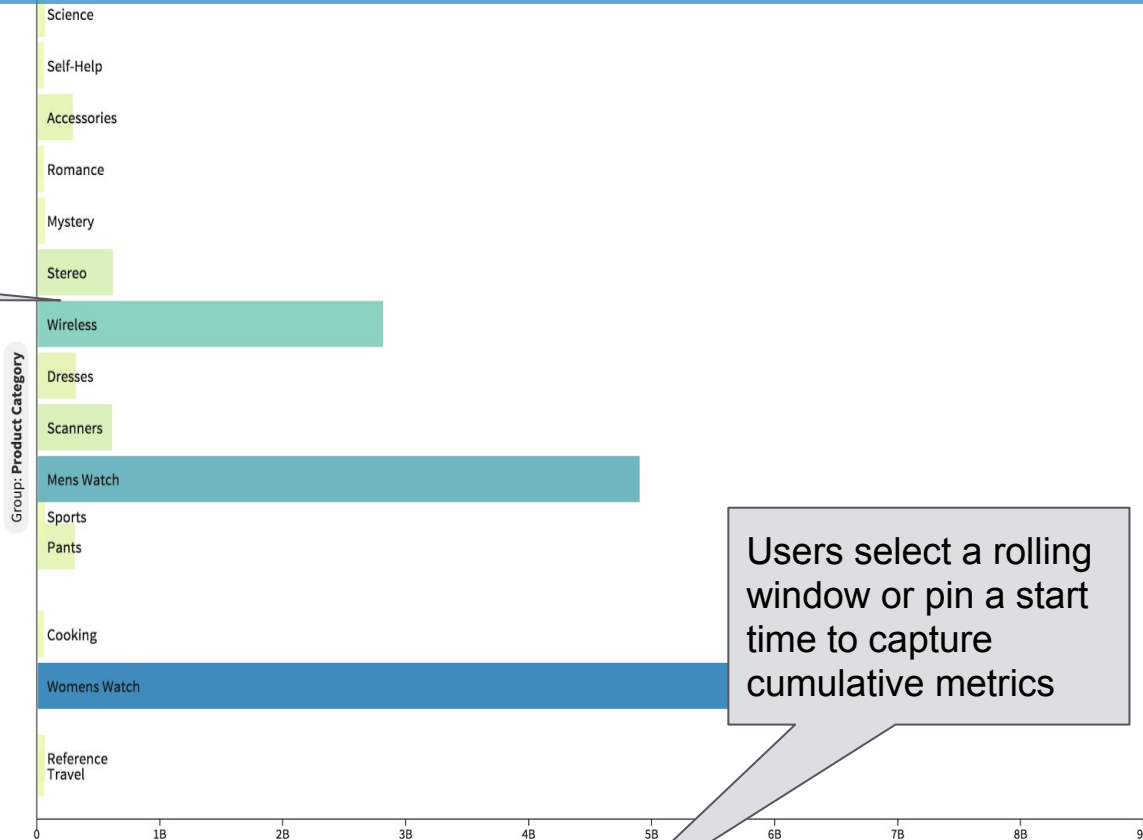 Science
Self-Help
Accessories
Romance
Mystery
Stereo
Wireless
Dresses
Scanners
Mens Watch
Sports
Pants
Cooking
Womens Watch
Reference
Travel
Group: Product Category
Users select a rolling
window or pin a start
time to capture
cumulative metrics
0 1B 2B 3B 4B 5B 6B 7B 8B